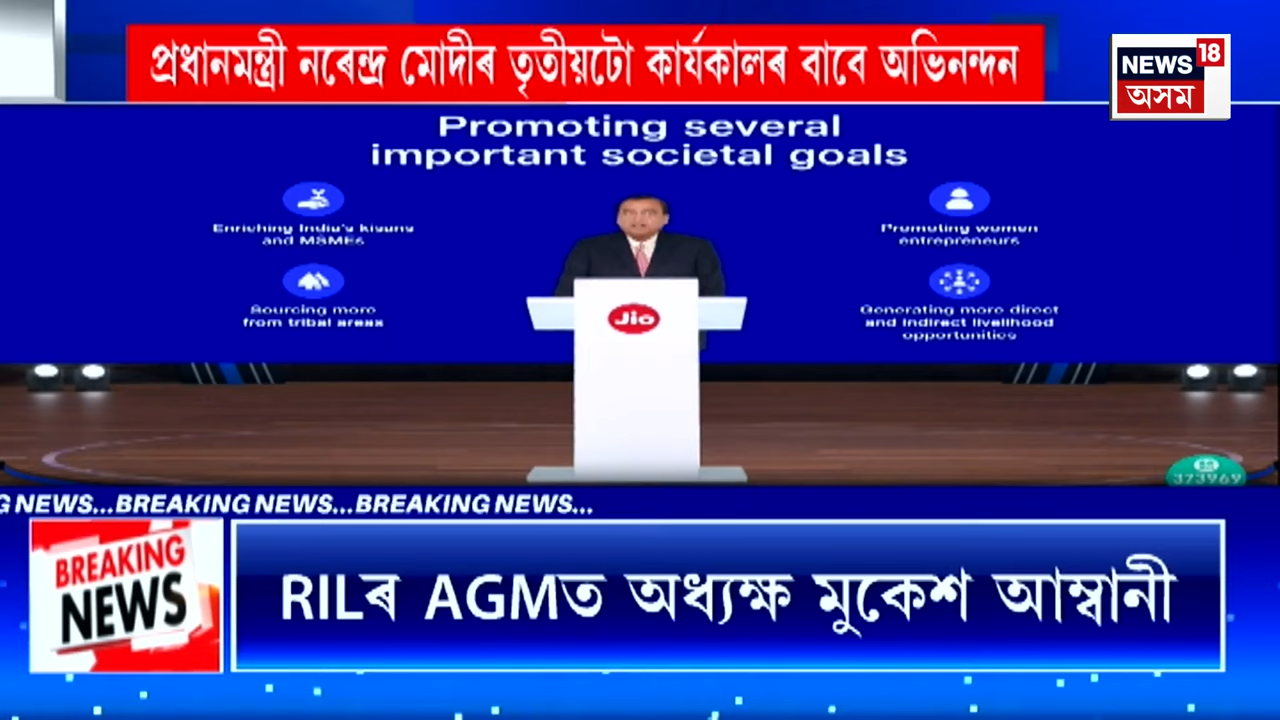 প্ৰধানমন্ত্ৰী নৰেন্দ্ৰ মোদীৰ তৃতীয়টো কাৰ্যকালৰ বাবে অভিনন্দন
NEWS 18
অসম
Promoting several
important societal goals
Enriching India's kisans
and MSMEs
Promoting women
entrepreneurs
Sourcing more
from tribal areas
Generating more direct
and indirect livelihood
opportunities
Jio
373969
G NEWS...BREAKING NEWS...BREAKING NEWS...
BREAKING
NEWS
RILৰ AGMত অধ্যক্ষ মুকেশ আম্বানী